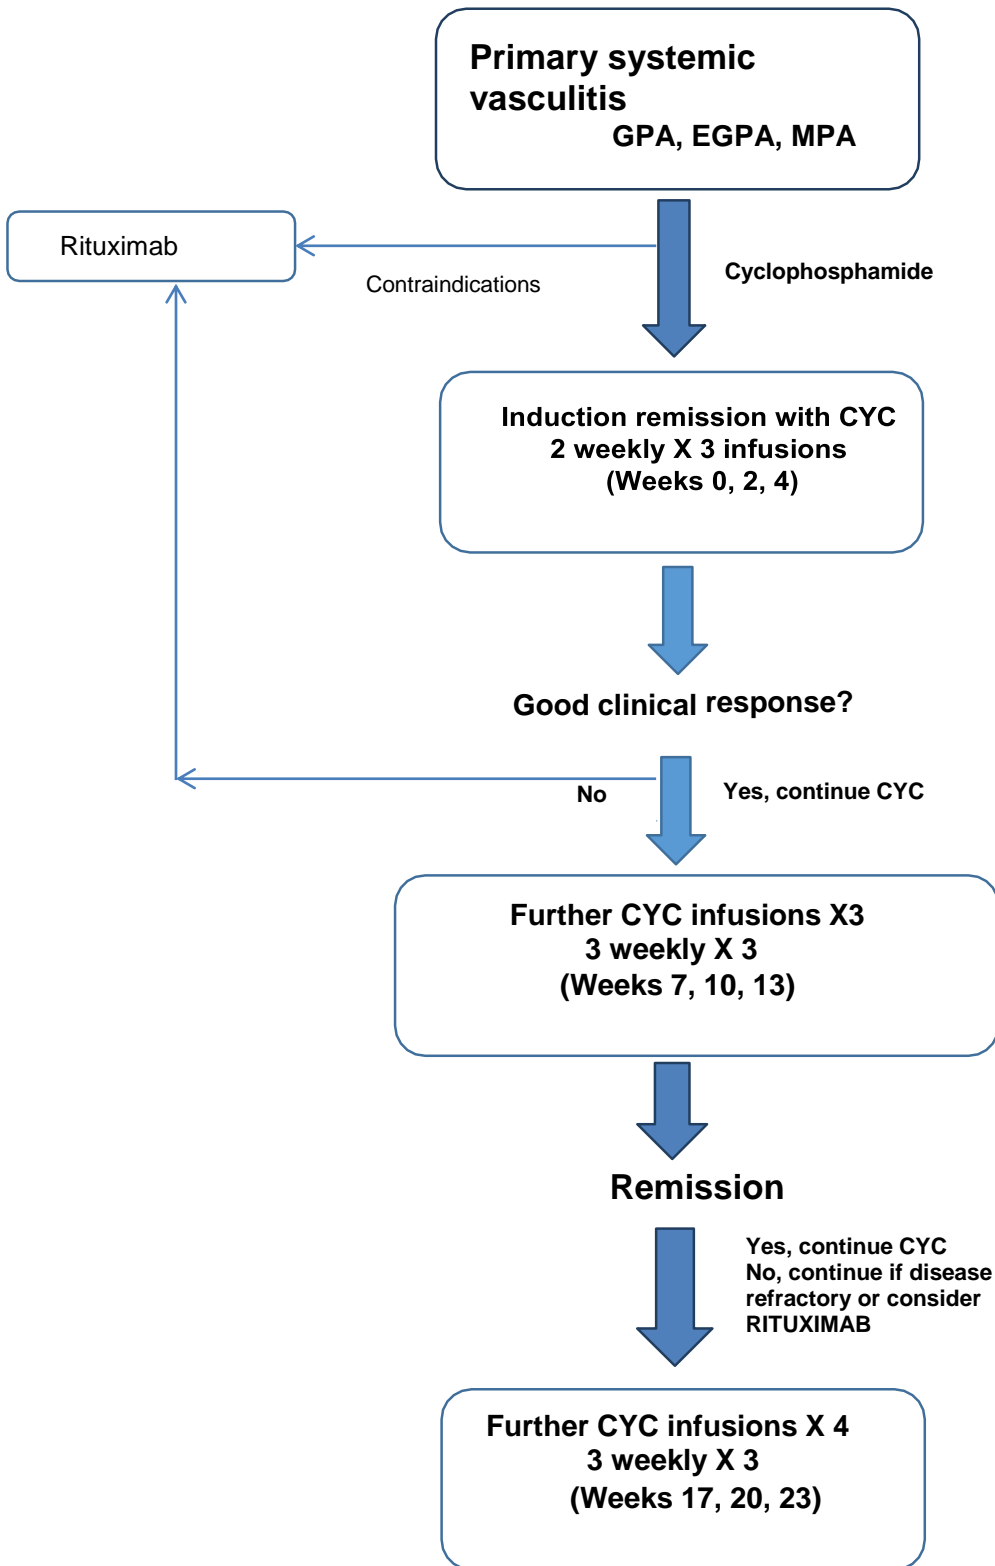 Primary systemic
vasculitis
GPA, EGPA, MPA
Rituximab
Contraindications
Cyclophosphamide
Induction remission with CYC
2 weekly X 3 infusions
(Weeks 0, 2, 4)
Good clinical response?
No
Yes, continue CYC
Further CYC infusions X3
3 weekly X 3
(Weeks 7, 10, 13)
Remission
Yes, continue CYC
No, continue if disease
refractory or consider
RITUXIMAB
Further CYC infusions X 4
3 weekly X 3
(Weeks 17, 20, 23)